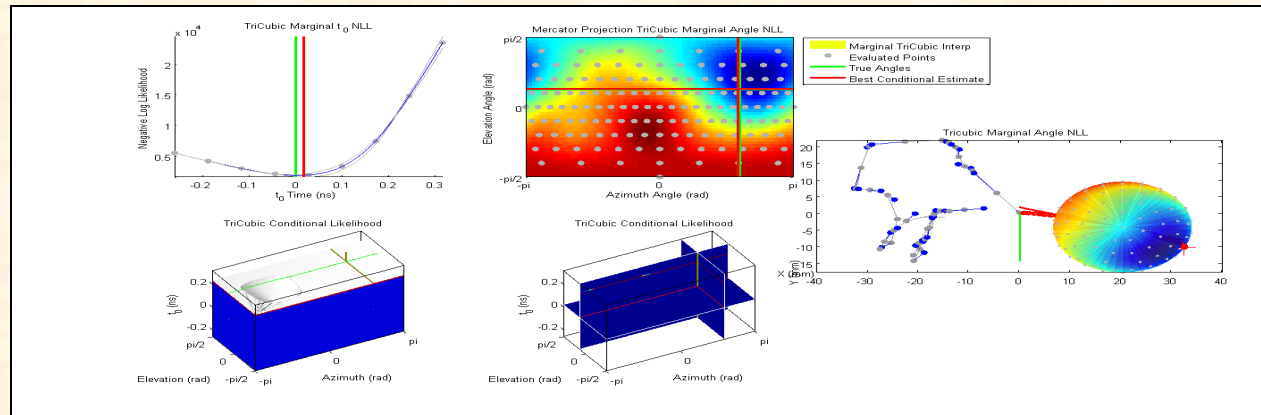 TriCubic Marginal t0 NLL
x 10^4
Negative Log Likelihood
2
1.5
1
0.5
-0.2
-0.1
0
0.1
0.2
0.3
t0 Time (ns)
Mercator Projection TriCubic Marginal Angle NLL
Elevation Angle (rad)
pi/2
0
-pi/2
-pi
0
pi
Azimuth Angle (rad)
Marginal TriCubic Interp
Evaluated Points
True Angles
Best Conditional Estimate
Tricubic Marginal Angle NLL
20
15
10
5
0
-5
-10
15
X (mm)
Y (mm)
-40
-30
-20
-10
0
10
20
30
40
TriCubic Conditional Likelihood
t0 (ns)
0.2
0
-0.2
pi/2
0
-pi/2
-pi
0
pi
Elevation (rad)
Azimuth (rad)
TriCubic Conditional Likelihood
t0 (ns)
0.2
0
-0.2
pi/2
0
-pi/2
-pi
0
pi
Elevation (rad)
Azimuth (rad)